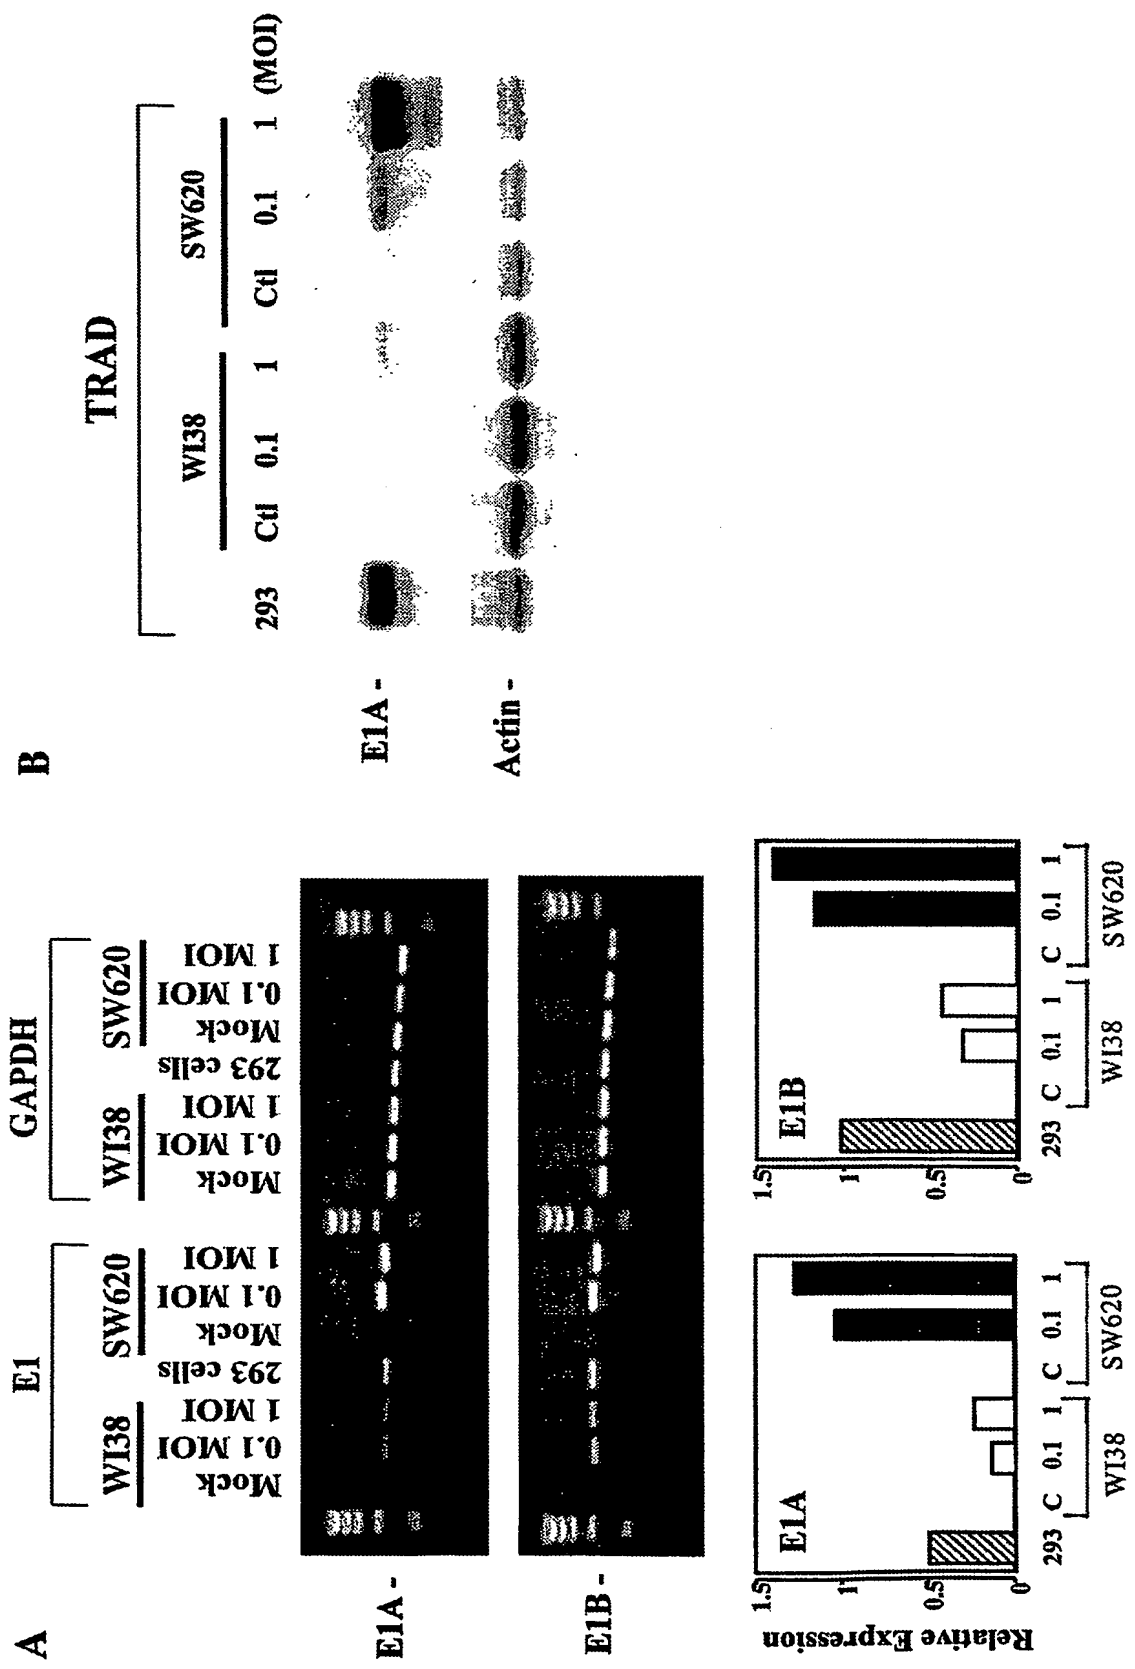 A
E1
GAPDH
WI38 SW620 WI38 SW620
Mock
0.1 MOI
1 MOI
293 cells
Mock
0.1 MOI
1 MOI
Mock
0.1 MOI
1 MOI
293 cells
Mock
0.1 MOI
1 MOI
E1A -
E1B -
Relative Expression
1.5
1
0.5
0
E1A
293 C 0.1 1 C 0.1 1
WI38 SW620
1.5
1
0.5
0
E1B
293 C 0.1 1 C 0.1 1
WI38 SW620
B
TRAD
WI38 SW620
293 Ctl 0.1 1 Ctl 0.1 1 (MOI)
E1A -
Actin -